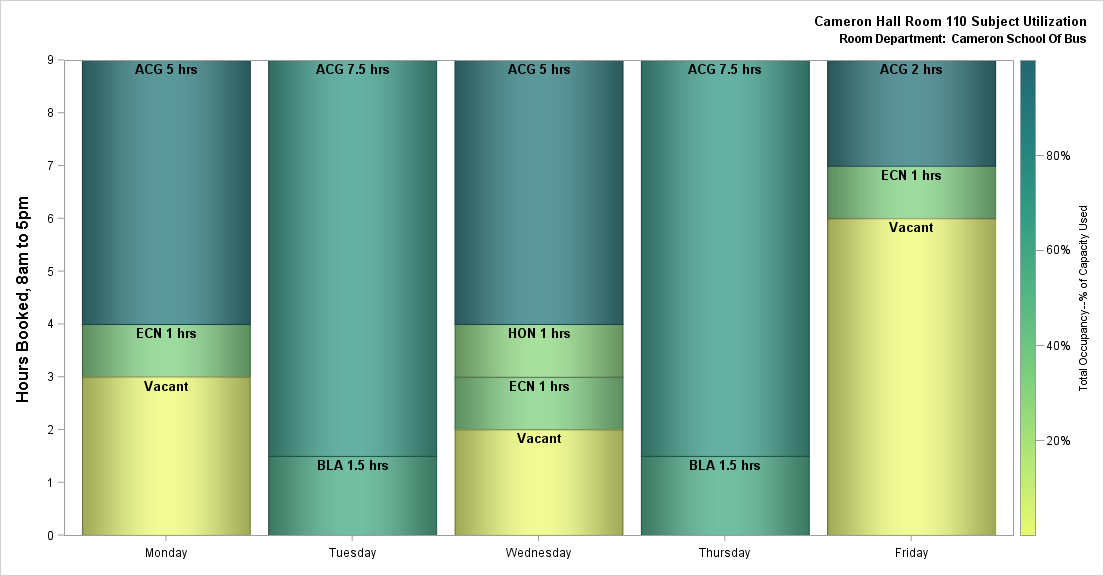 Cameron Hall Room 110 Subject Utilization
Room Department: Cameron School Of Bus
Hours Booked, 8am to 5pm
9
8
7
6
5
4
3
2
1
0
ACG 5 hrs
ECN 1 hrs
Vacant
ACG 7.5 hrs
BLA 1.5 hrs
ACG 5 hrs
HON 1 hrs
ECN 1 hrs
Vacant
ACG 7.5 hrs
BLA 1.5 hrs
ACG 2 hrs
ECN 1 hrs
Vacant
Monday
Tuesday
Wednesday
Thursday
Friday
80%
60%
40%
20%
Total Occupancy--% of Capacity Used